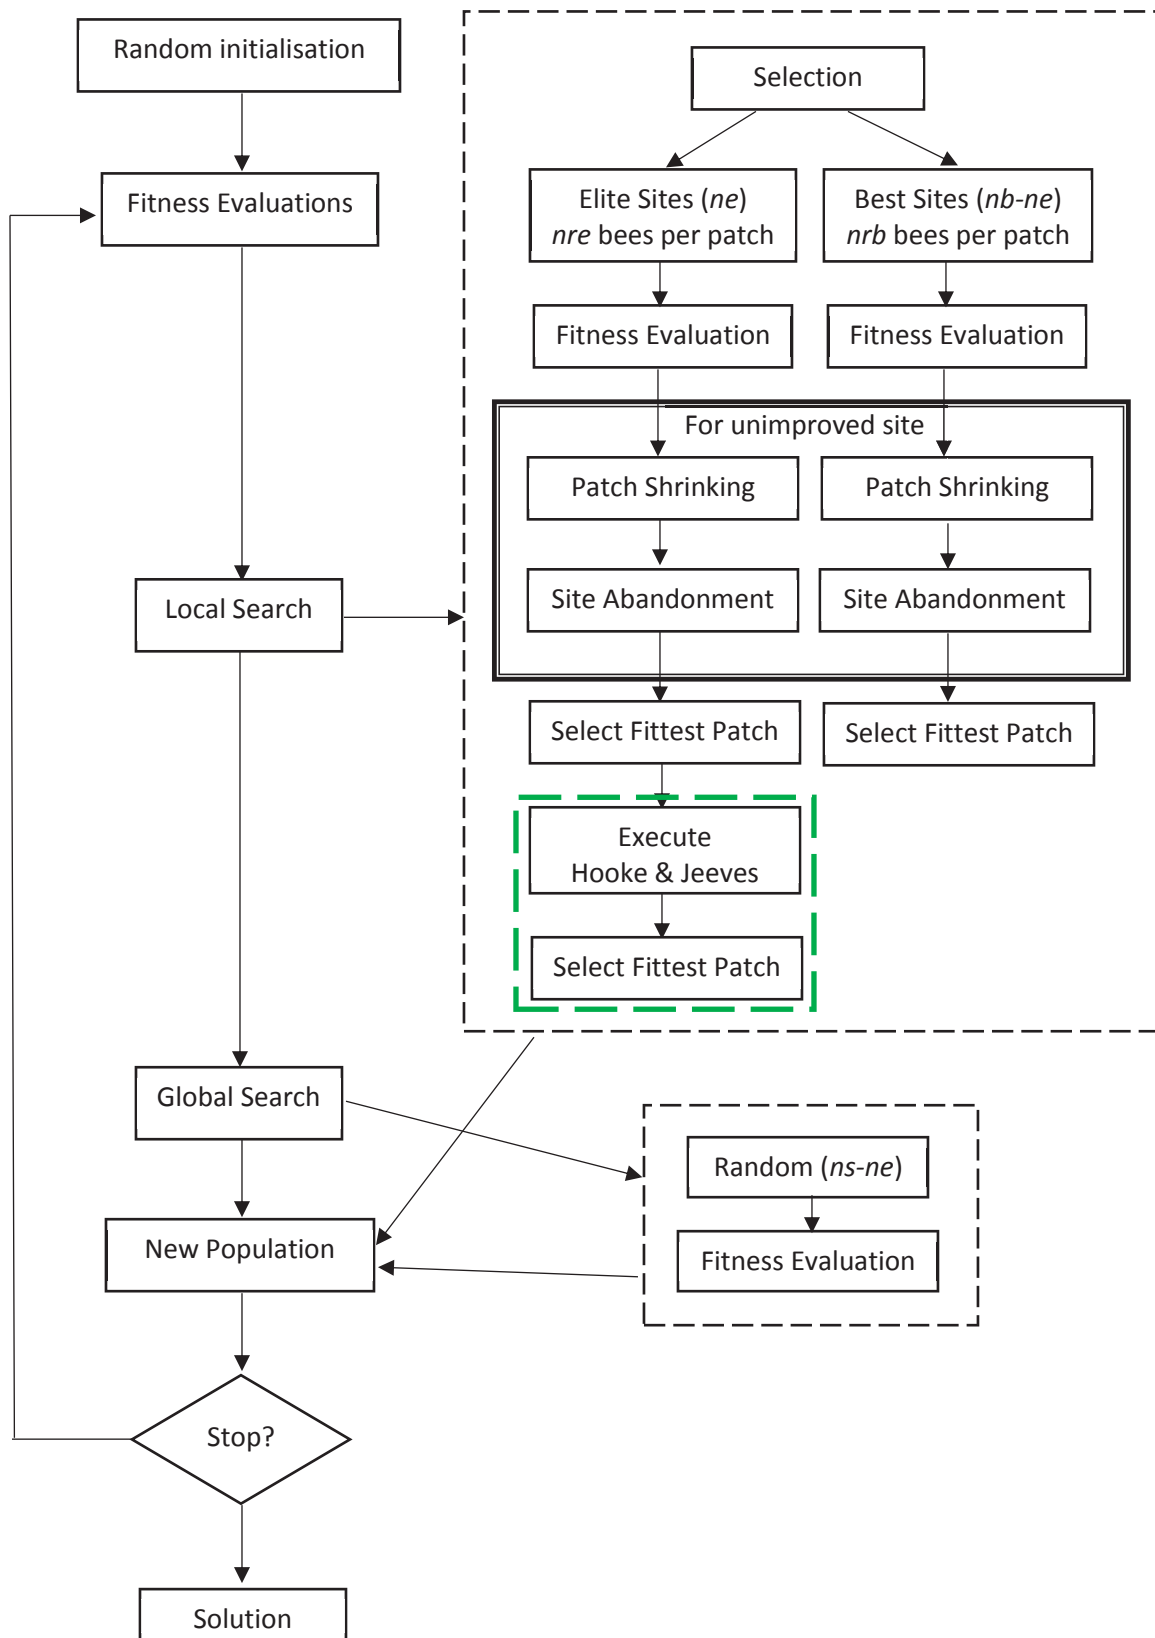 Random initialisation
Fitness Evaluations
Local Search
Global Search
New Population
Stop?
Solution
Selection
Elite Sites (ne)
nre bees per patch
Best Sites (nb-ne)
nrb bees per patch
Fitness Evaluation
Fitness Evaluation
For unimproved site
Patch Shrinking
Patch Shrinking
Site Abandonment
Site Abandonment
Select Fittest Patch
Select Fittest Patch
Execute
Hooke & Jeeves
Select Fittest Patch
Random (ns-ne)
Fitness Evaluation